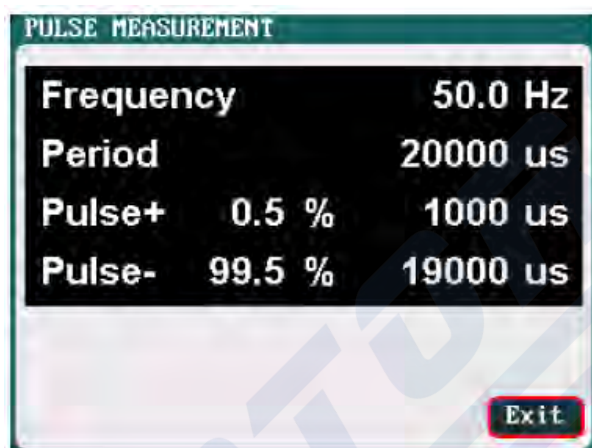 PULSE MEASUREMENT
Frequency 50.0 Hz
Period 20000 us
Pulse+ 0.5 % 1000 us
Pulse- 99.5 % 19000 us
Exit